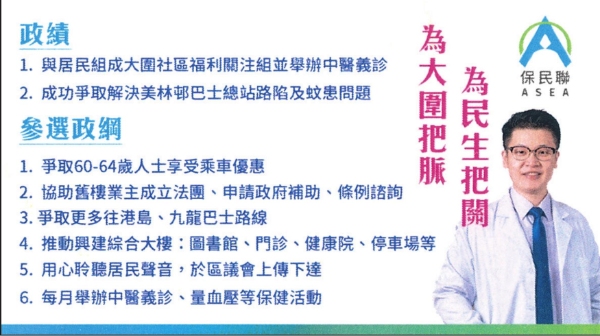 政績
1. 與居民組成大圍社區福利關注組並舉辦中醫義診
2. 成功爭取解決美林邨巴士總站路陷及蚊患問題
參選政綱
1. 爭取60-64歲人士享受乘車優惠
2. 協助舊樓業主成立法團、申請政府補助、條例諮詢
3. 爭取更多往港島、九龍巴士路線
4. 推動興建綜合大樓：圖書館、門診、健康院、停車場等
5. 用心聆聽居民聲音，於區議會上傳下達
6. 每月舉辦中醫義診、量血壓等保健活動
為大圍把脈
為民生把關
保民聯
ASEA